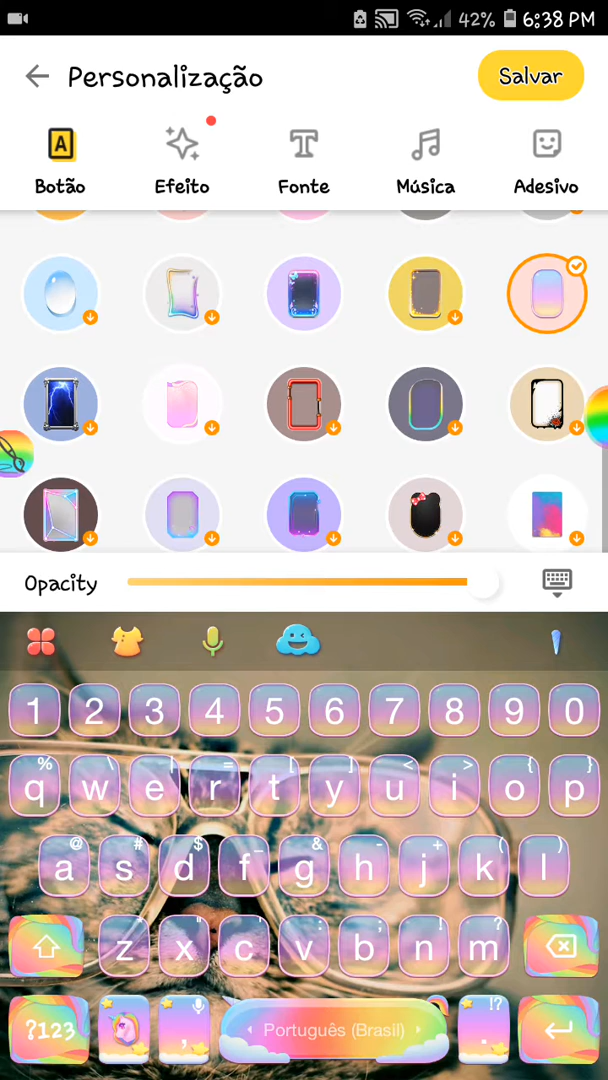 42% 6:38 PM
Personalização Salvar
Botão Efeito Fonte Música Adesivo
Opacity
1 2 3 4 5 6 7 8 9 0
% \ | = [ ] < > { }
q w e r t y u i o p
@ # $ _ & - + ( )
a s d f g h j k l
* " ' : ; ! ?
z x c v b n m
?123 , Português (Brasil) !? .